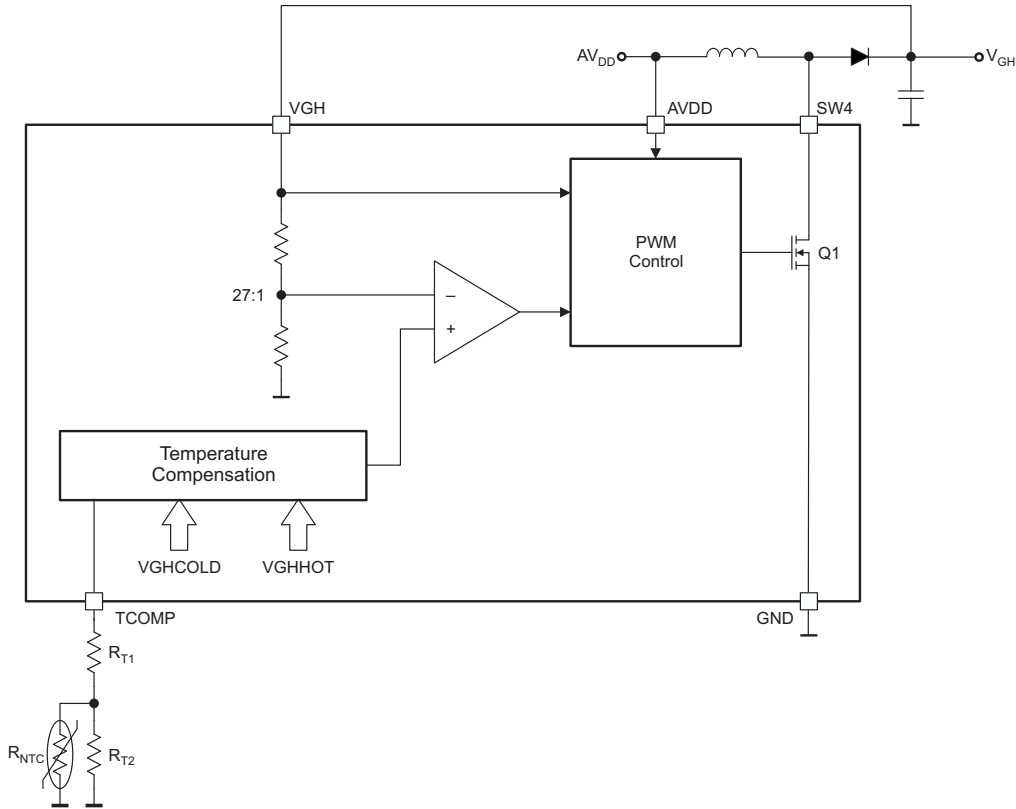 AVDD
VGH
VGH
AVDD
SW4
PWM
Control
Q1
27:1
–
+
Temperature
Compensation
VGHCOLD
VGHHOT
TCOMP
GND
RT1
RNTC
RT2